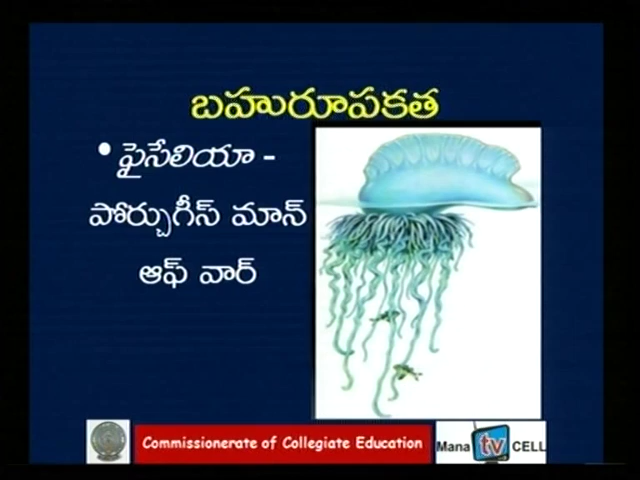 బహురూపకత
• ఫైసేలియా -
పోర్చుగీస్ మాన్
ఆఫ్ వార్
Commissionerate of Collegiate Education
Mana tv CELL